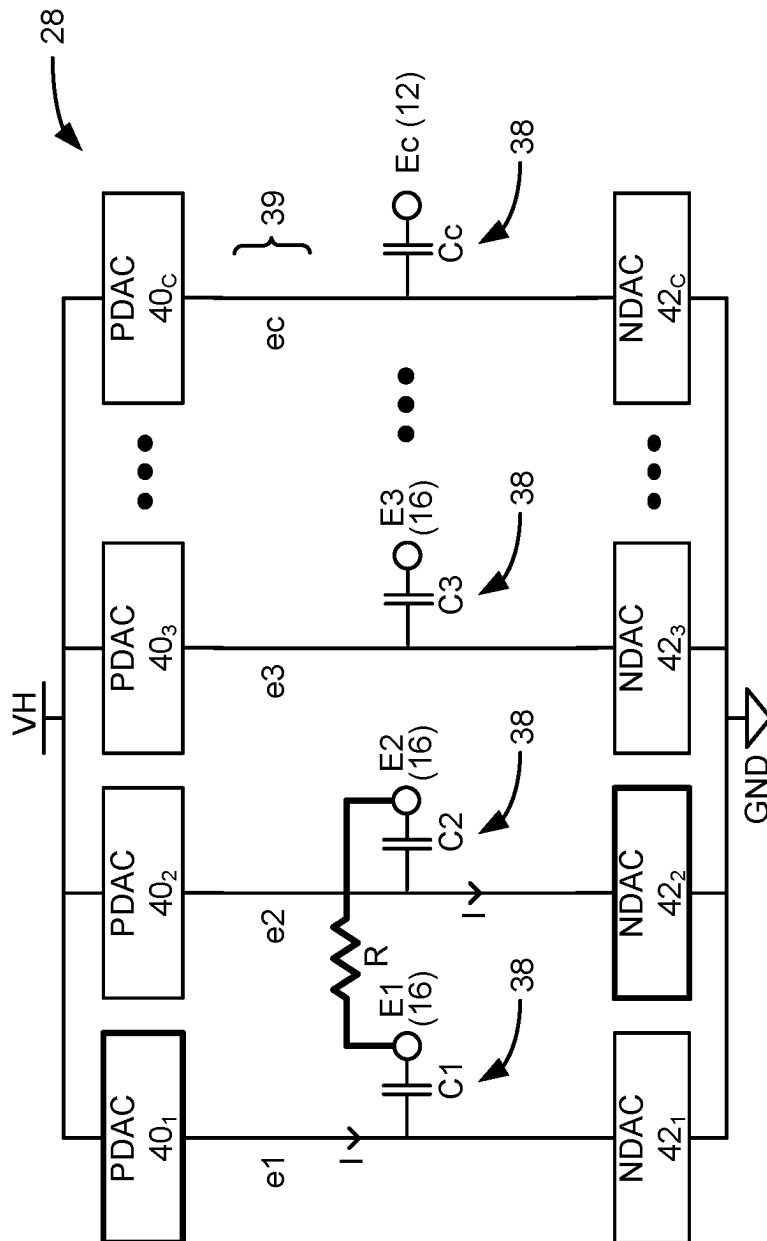 28
VH
PDAC
40₁
PDAC
40₂
PDAC
40₃
PDAC
40C
39
e1
e2
e3
ec
I
R
E1
(16)
E2
(16)
E3
(16)
Ec (12)
C1
C2
C3
Cc
38
38
38
38
I
NDAC
42₁
NDAC
42₂
NDAC
42₃
NDAC
42C
GND